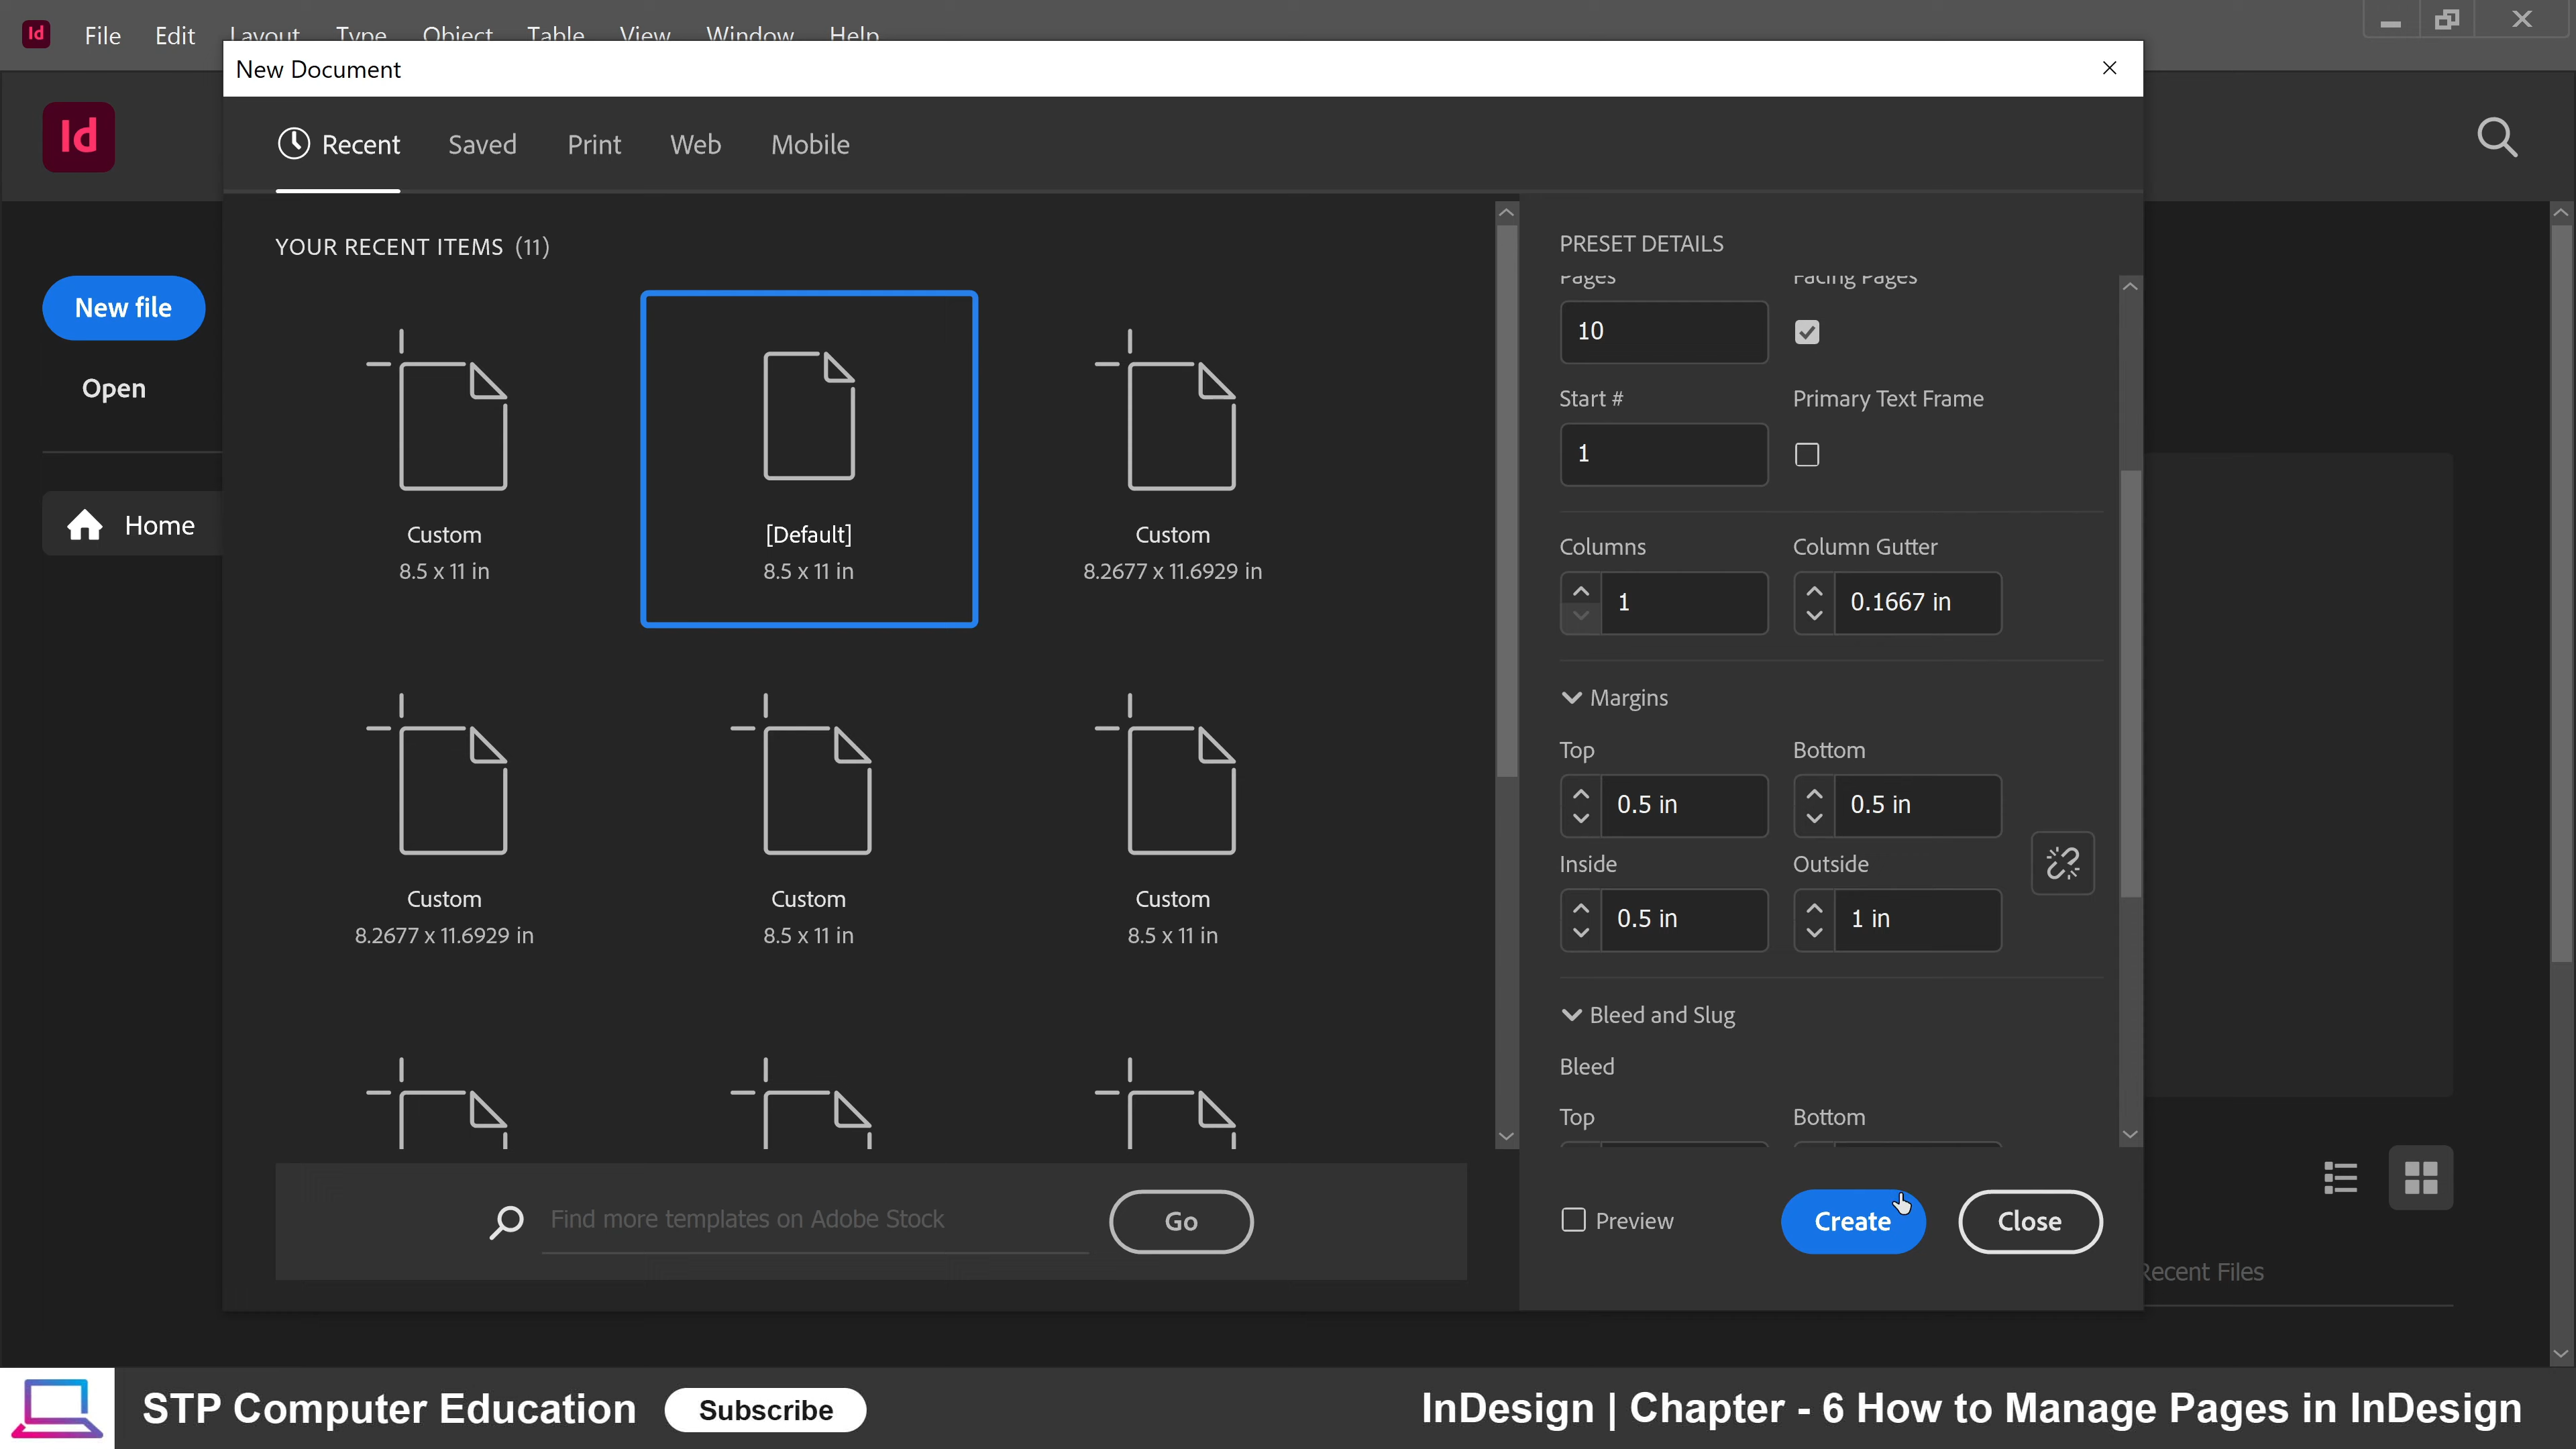 Id File Edit Layout Type Object Table View Window Help
New Document
Id
Recent Saved Print Web Mobile
New file
Open
Home
YOUR RECENT ITEMS (11)
Custom
8.5 x 11 in
[Default]
8.5 x 11 in
Custom
8.2677 x 11.6929 in
Custom
8.2677 x 11.6929 in
Custom
8.5 x 11 in
Custom
8.5 x 11 in
Find more templates on Adobe Stock
Go
PRESET DETAILS
Pages Facing Pages
10
Start # Primary Text Frame
1
Columns Column Gutter
1 0.1667 in
Margins
Top Bottom
0.5 in 0.5 in
Inside Outside
0.5 in 1 in
Bleed and Slug
Bleed
Top Bottom
Preview Create Close
Recent Files
STP Computer Education Subscribe
InDesign | Chapter - 6 How to Manage Pages in InDesign